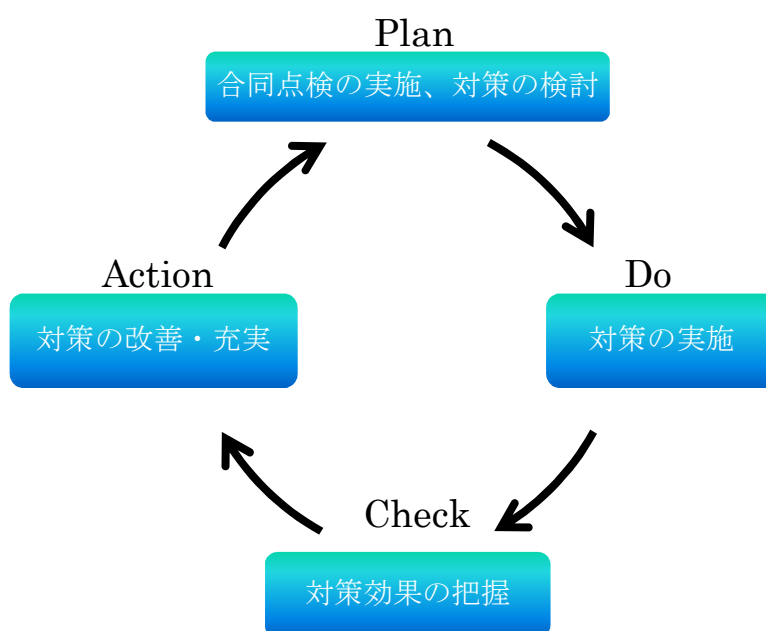 Plan
合同点検の実施、対策の検討
Do
対策の実施
Check
対策効果の把握
Action
対策の改善・充実